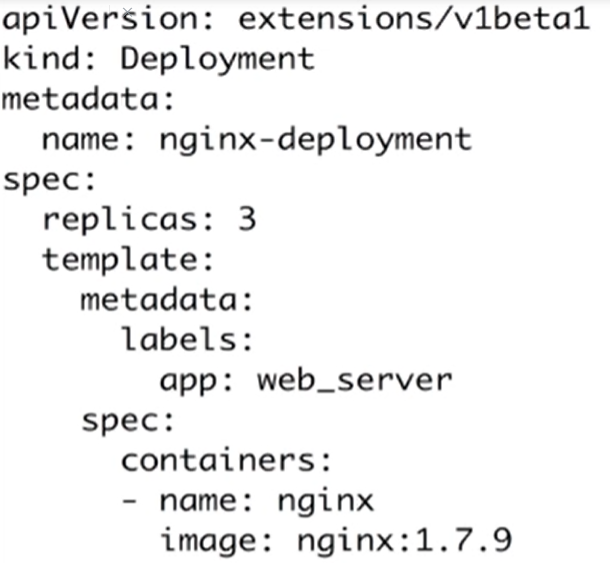 apiVersion: extensions/v1beta1
kind: Deployment
metadata:
  name: nginx-deployment
spec:
  replicas: 3
  template:
    metadata:
      labels:
        app: web_server
    spec:
      containers:
      - name: nginx
        image: nginx:1.7.9